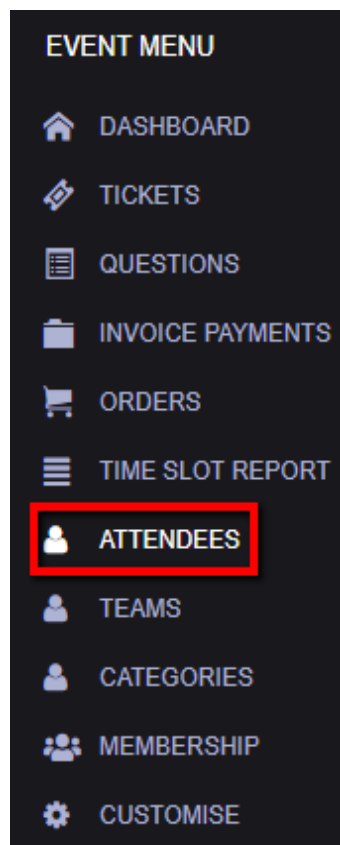 EVENT MENU
DASHBOARD
TICKETS
QUESTIONS
INVOICE PAYMENTS
ORDERS
TIME SLOT REPORT
ATTENDEES
TEAMS
CATEGORIES
MEMBERSHIP
CUSTOMISE